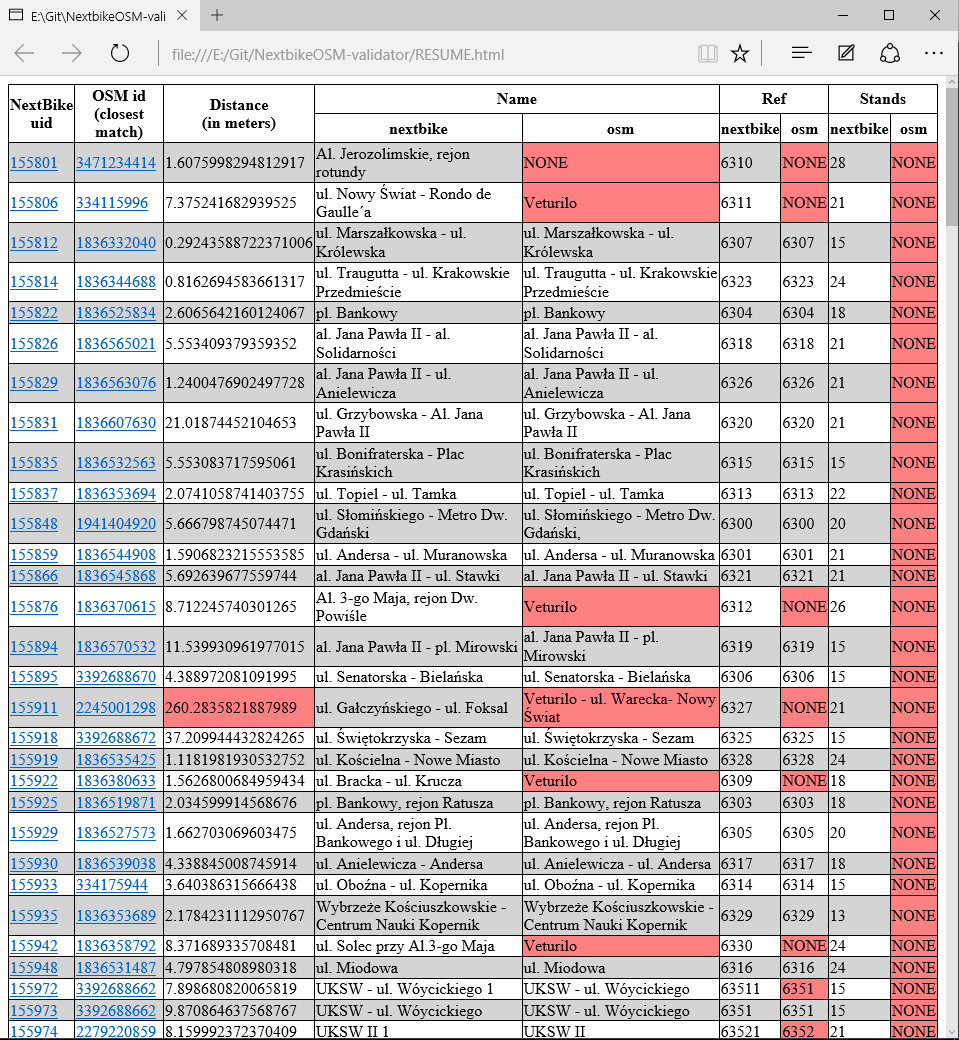 E:\Git\NextbikeOSM-vali
file:///E:/Git/NextbikeOSM-validator/RESUME.html
NextBike uid OSM id (closest match) Distance (in meters) Name Ref Stands
nextbike osm nextbike osm nextbike osm
155801 3471234414 1.6075998294812917 Al. Jerozolimskie, rejon rotundy NONE 6310 NONE 28 NONE
155806 334115996 7.375241682939525 ul. Nowy Świat - Rondo de Gaulle´a Veturilo 6311 NONE 21 NONE
155812 1836332040 0.29243588722371006 ul. Marszałkowska - ul. Królewska ul. Marszałkowska - ul. Królewska 6307 6307 15 NONE
155814 1836344688 0.8162694583661317 ul. Traugutta - ul. Krakowskie Przedmieście ul. Traugutta - ul. Krakowskie Przedmieście 6323 6323 24 NONE
155822 1836525834 2.6065642160124067 pl. Bankowy pl. Bankowy 6304 6304 18 NONE
155826 1836565021 5.553409379359352 al. Jana Pawła II - al. Solidarności al. Jana Pawła II - al. Solidarności 6318 6318 21 NONE
155829 1836563076 1.2400476902497728 al. Jana Pawła II - ul. Anielewicza al. Jana Pawła II - ul. Anielewicza 6326 6326 21 NONE
155831 1836607630 21.01874452104653 ul. Grzybowska - Al. Jana Pawła II ul. Grzybowska - Al. Jana Pawła II 6320 6320 21 NONE
155835 1836532563 5.553083717595061 ul. Bonifraterska - Plac Krasińskich ul. Bonifraterska - Plac Krasińskich 6315 6315 15 NONE
155837 1836353694 2.0741058741403755 ul. Topiel - ul. Tamka ul. Topiel - ul. Tamka 6313 6313 22 NONE
155848 1941404920 5.666798745074471 ul. Słomińskiego - Metro Dw. Gdański ul. Słomińskiego - Metro Dw. Gdański, 6300 6300 20 NONE
155859 1836544908 1.5906823215553585 ul. Andersa - ul. Muranowska ul. Andersa - ul. Muranowska 6301 6301 21 NONE
155866 1836545868 5.692639677559744 al. Jana Pawła II - ul. Stawki al. Jana Pawła II - ul. Stawki 6321 6321 21 NONE
155876 1836370615 8.712245740301265 Al. 3-go Maja, rejon Dw. Powiśle Veturilo 6312 NONE 26 NONE
155894 1836570532 11.539930961977015 al. Jana Pawła II - pl. Mirowski al. Jana Pawła II - pl. Mirowski 6319 6319 15 NONE
155895 3392688670 4.388972081091995 ul. Senatorska - Bielańska ul. Senatorska - Bielańska 6306 6306 15 NONE
155911 2245001298 260.2835821887989 ul. Gałczyńskiego - ul. Foksal Veturilo - ul. Warecka- Nowy Świat 6327 NONE 21 NONE
155918 3392688672 37.209944432824265 ul. Świętokrzyska - Sezam ul. Świętokrzyska - Sezam 6325 6325 15 NONE
155919 1836535425 1.1181981930532752 ul. Kościelna - Nowe Miasto ul. Kościelna - Nowe Miasto 6328 6328 24 NONE
155922 1836380633 1.5626800684959434 ul. Bracka - ul. Krucza Veturilo 6309 NONE 18 NONE
155925 1836519871 2.034599914568676 pl. Bankowy, rejon Ratusza pl. Bankowy, rejon Ratusza 6303 6303 18 NONE
155929 1836527573 1.662703069603475 ul. Andersa, rejon Pl. Bankowego i ul. Długiej ul. Andersa, rejon Pl. Bankowego i ul. Długiej 6305 6305 20 NONE
155930 1836539038 4.338845008745914 ul. Anielewicza - Andersa ul. Anielewicza - ul. Andersa 6317 6317 18 NONE
155933 334175944 3.640386315666438 ul. Oboźna - ul. Kopernika ul. Oboźna - ul. Kopernika 6314 6314 15 NONE
155935 1836353689 2.1784231112950767 Wybrzeże Kościuszkowskie - Centrum Nauki Kopernik Wybrzeże Kościuszkowskie - Centrum Nauki Kopernik 6329 6329 13 NONE
155942 1836358792 8.371689335708481 ul. Solec przy Al.3-go Maja Veturilo 6330 NONE 24 NONE
155948 1836531487 4.797854808980318 ul. Miodowa ul. Miodowa 6316 6316 24 NONE
155972 3392688662 7.898680820065819 UKSW - ul. Wóycickiego 1 UKSW - ul. Wóycickiego 63511 6351 15 NONE
155973 3392688662 9.870864637568767 UKSW - ul. Wóycickiego UKSW - ul. Wóycickiego 6351 6351 15 NONE
155974 2279220859 8.159992372370409 UKSW II 1 UKSW II 63521 6352 21 NONE